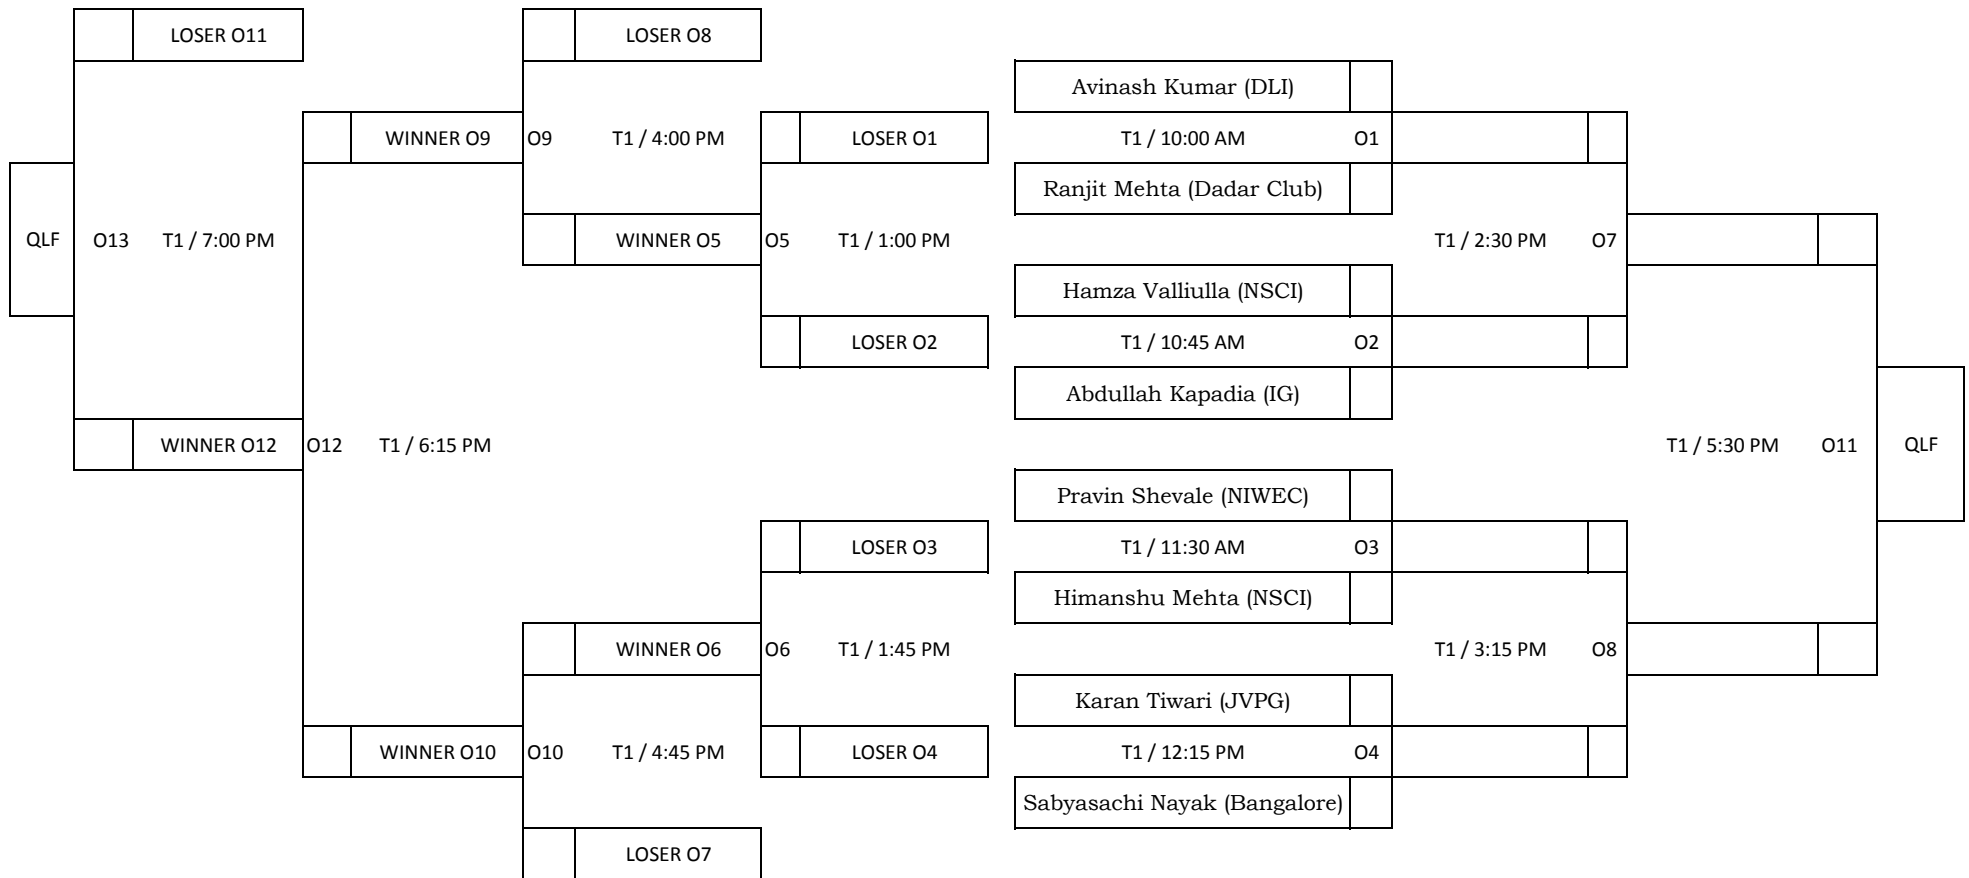 LOSER O11 LOSER O8
Avinash Kumar (DLI)
WINNER O9 O9 T1 / 4:00 PM LOSER O1 T1 / 10:00 AM O1
Ranjit Mehta (Dadar Club)
QLF O13 T1 / 7:00 PM WINNER O5 O5 T1 / 1:00 PM T1 / 2:30 PM O7
Hamza Valliulla (NSCI)
LOSER O2 T1 / 10:45 AM O2
Abdullah Kapadia (IG)
WINNER O12 O12 T1 / 6:15 PM T1 / 5:30 PM O11 QLF
Pravin Shevale (NIWEC)
LOSER O3 T1 / 11:30 AM O3
Himanshu Mehta (NSCI)
WINNER O6 O6 T1 / 1:45 PM T1 / 3:15 PM O8
Karan Tiwari (JVPG)
WINNER O10 O10 T1 / 4:45 PM LOSER O4 T1 / 12:15 PM O4
Sabyasachi Nayak (Bangalore)
LOSER O7